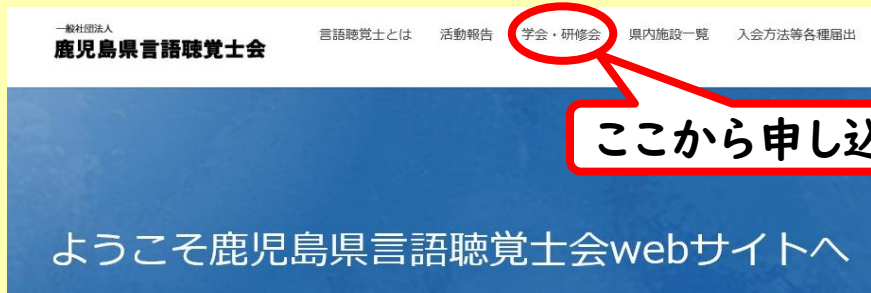 一般社団法人
鹿児島県言語聴覚士会
言語聴覚士とは 活動報告 学会・研修会 県内施設一覧 入会方法等各種届出
ここから申し込
ようこそ鹿児島県言語聴覚士会webサイトへ